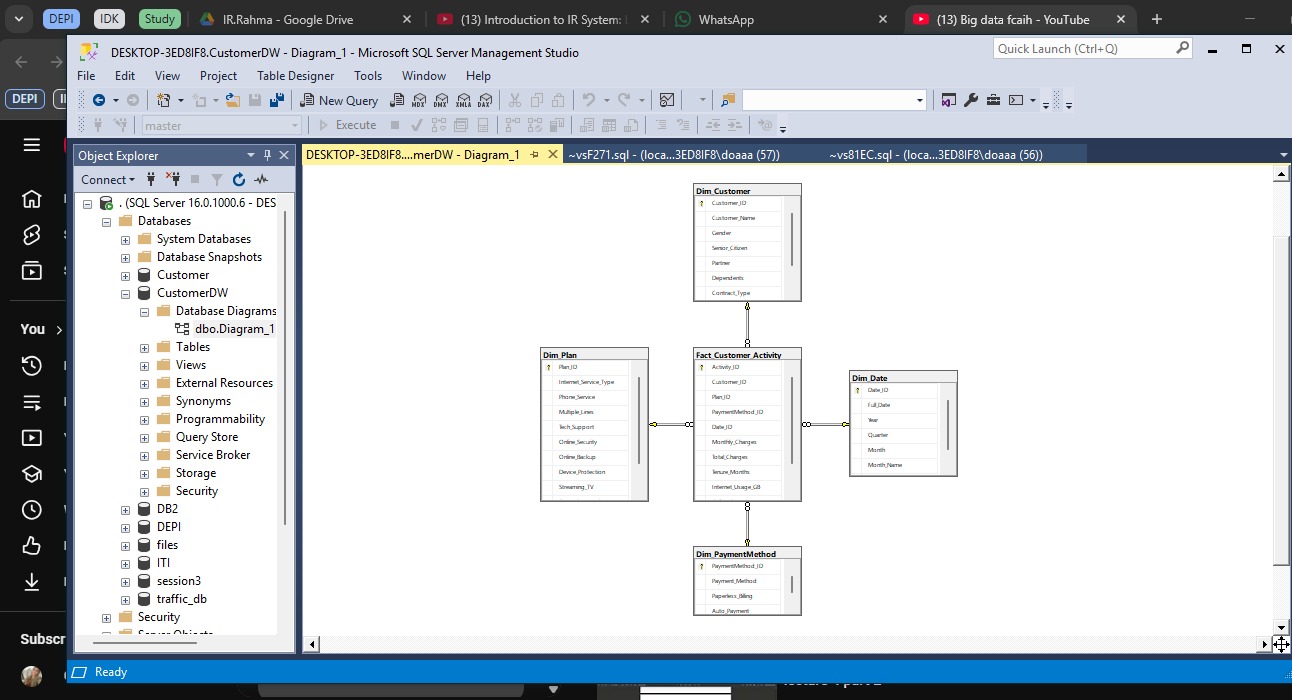 DEPI
IDK
Study
IR.Rahma - Google Drive
(13) Introduction to IR System:
WhatsApp
(13) Big data fcaih - YouTube
DESKTOP-3ED8IF8.CustomerDW - Diagram_1 - Microsoft SQL Server Management Studio
Quick Launch (Ctrl+Q)
File Edit View Project Table Designer Tools Window Help
DEPI
New Query
MDX DMX XMLA DAX
master
Execute
Object Explorer
DESKTOP-3ED8IF8....merDW - Diagram_1
~vsF271.sql - (loca...3ED8IF8\doaaa (57))
~vs81EC.sql - (loca...3ED8IF8\doaaa (56))
Connect
. (SQL Server 16.0.1000.6 - DES
Databases
System Databases
Database Snapshots
Customer
CustomerDW
Database Diagrams
dbo.Diagram_1
Tables
Views
External Resources
Synonyms
Programmability
Query Store
Service Broker
Storage
Security
DB2
DEPI
files
ITI
session3
traffic_db
Security
Server Objects
You
Subscr
Dim_Customer
Customer_ID
Customer_Name
Gender
Senior_Citizen
Partner
Dependents
Contract_Type
Dim_Plan
Plan_ID
Internet_Service_Type
Phone_Service
Multiple_Lines
Tech_Support
Online_Security
Online_Backup
Device_Protection
Streaming_TV
Fact_Customer_Activity
Activity_ID
Customer_ID
Plan_ID
PaymentMethod_ID
Date_ID
Monthly_Charges
Total_Charges
Tenure_Months
Internet_Usage_GB
Dim_Date
Date_ID
Full_Date
Year
Quarter
Month
Month_Name
Dim_PaymentMethod
PaymentMethod_ID
Payment_Method
Paperless_Billing
Auto_Payment
Ready